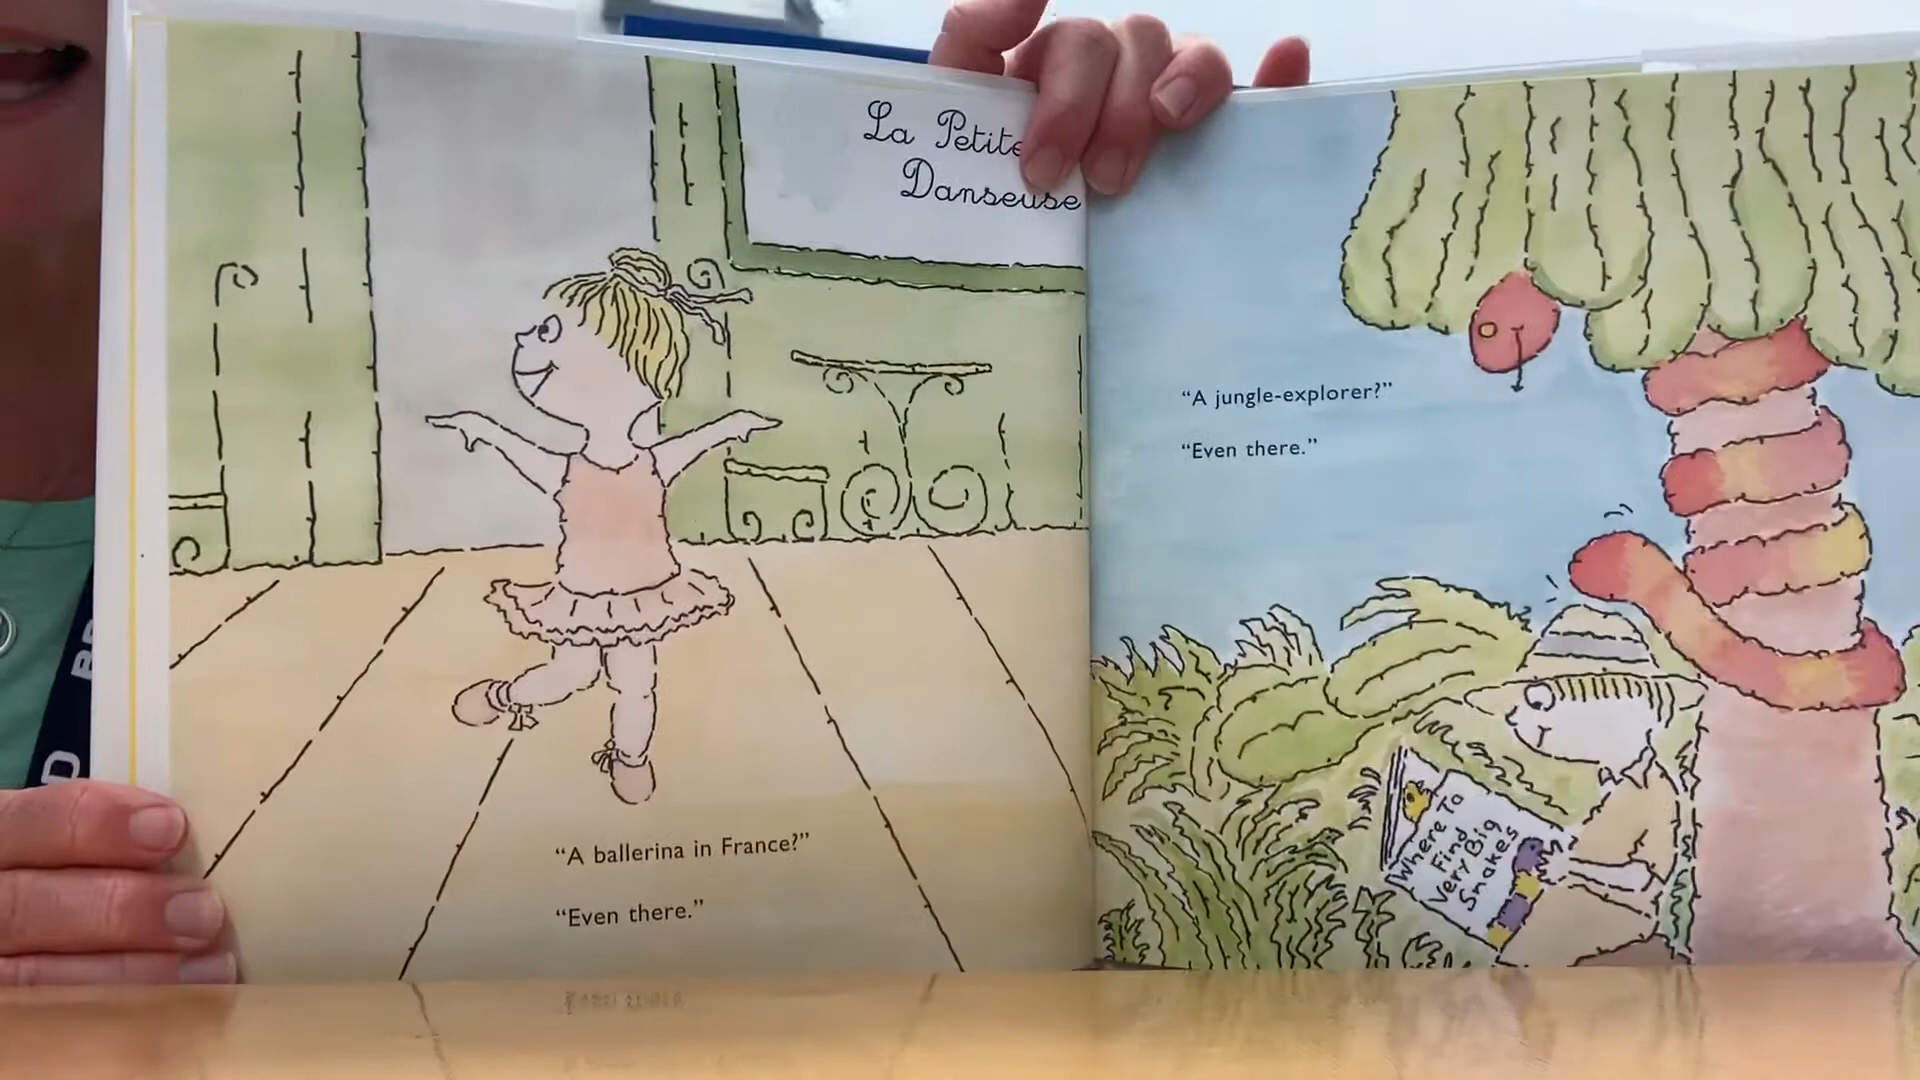 La Petite
Danseuse
"A ballerina in France?"
"Even there."
"A jungle-explorer?"
"Even there."
Where To
Find
Very Big
Snakes